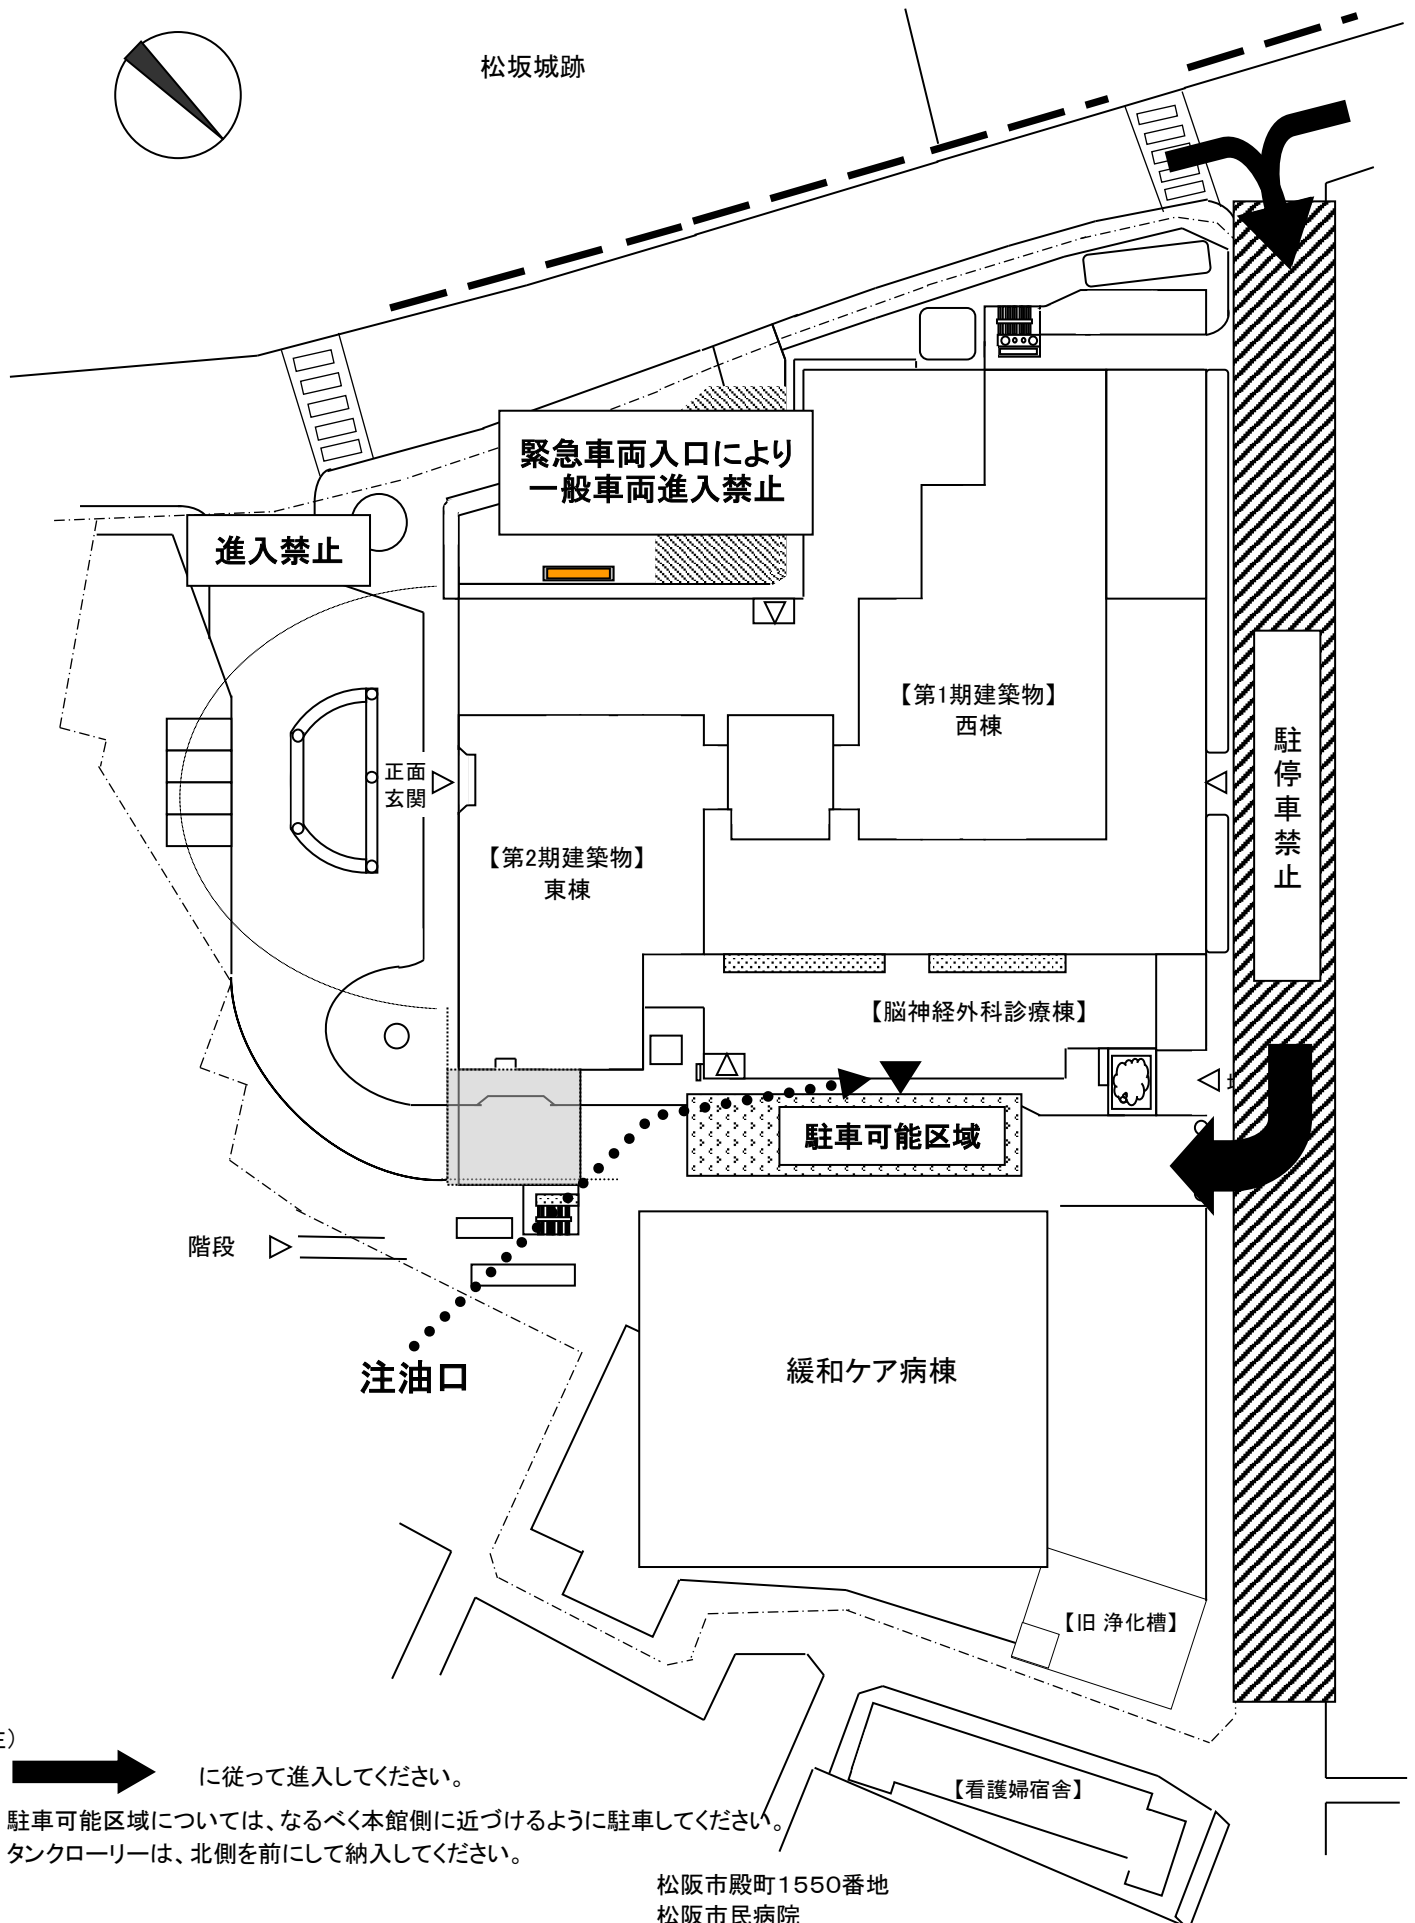 松坂城跡
緊急車両入口により
一般車両進入禁止
進入禁止
【第1期建築物】
西棟
駐停車禁止
正面
玄関
【第2期建築物】
東棟
【脳神経外科診療棟】
駐車可能区域
階段
注油口
緩和ケア病棟
【旧 浄化槽】
に従って進入してください。
【看護婦宿舎】
駐車可能区域については、なるべく本館側に近づけるように駐車してください。
タンクローリーは、北側を前にして納入してください。
松阪市殿町1550番地
松阪市民病院